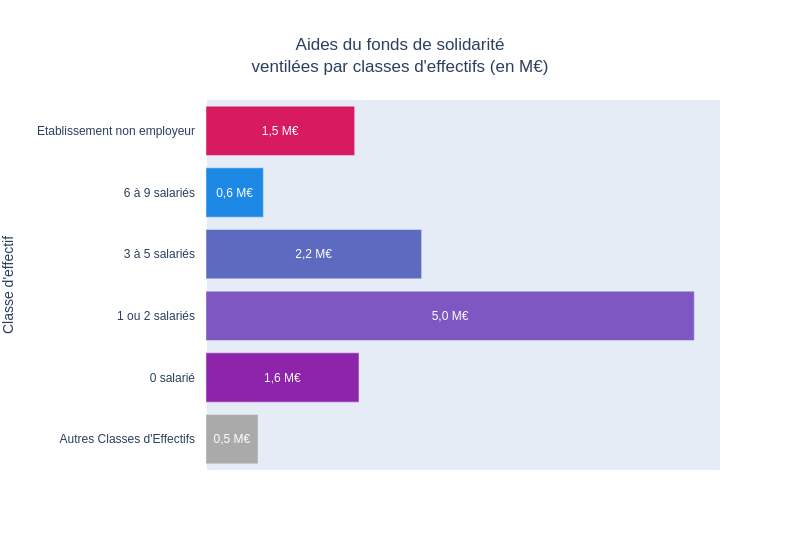 Aides du fonds de solidarité
ventilées par classes d'effectifs (en M€)
Classe d'effectif
Etablissement non employeur
1,5 M€
6 à 9 salariés
0,6 M€
3 à 5 salariés
2,2 M€
1 ou 2 salariés
5,0 M€
0 salarié
1,6 M€
Autres Classes d'Effectifs
0,5 M€